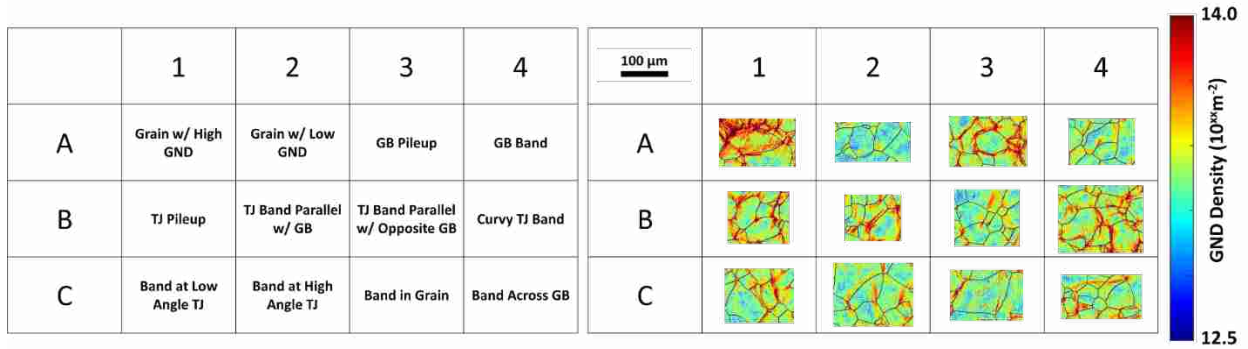 1 2 3 4
A Grain w/ High GND Grain w/ Low GND GB Pileup GB Band
B TJ Pileup TJ Band Parallel w/ GB TJ Band Parallel w/ Opposite GB Curvy TJ Band
C Band at Low Angle TJ Band at High Angle TJ Band in Grain Band Across GB
100 μm 1 2 3 4
A
B
C
14.0
GND Density (10ˣˣm⁻²)
12.5